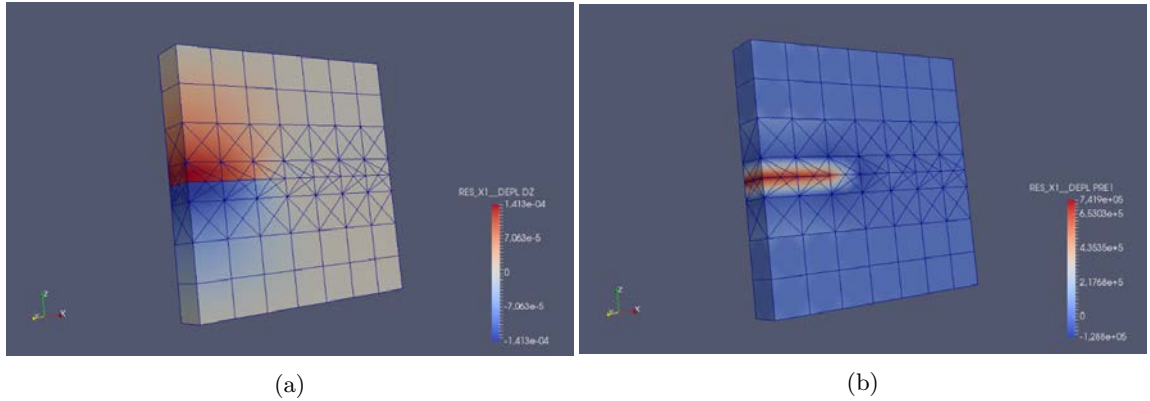 RES_X1__DEPL DZ
1,413e-04
7,063e-5
0
-7,063e-5
-1,413e-04
Z
X
RES_X1__DEPL PRE1
7,419e+05
6,5303e+5
4,3535e+5
2,1768e+5
0
-1,288e+05
Z
X
(a)
(b)